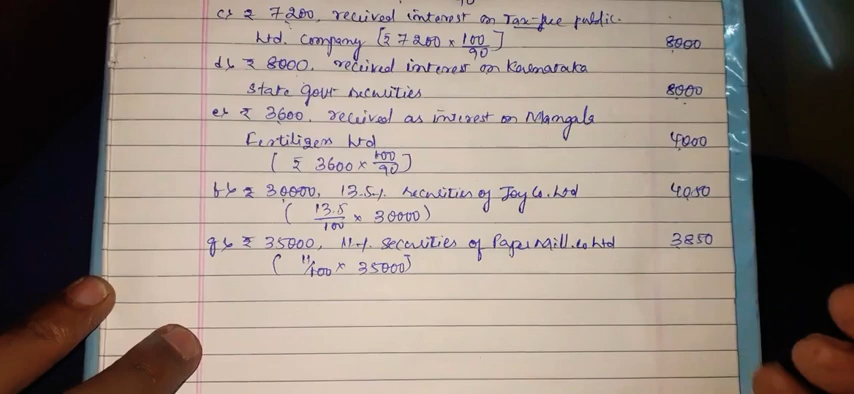 c) ₹ 7200, received interest on Tax-free public.
Ltd. Company [₹ 7200 × 100/90] 8000
d) ₹ 8000, received interest on Karnataka
State Govt securities 8000
e) ₹ 3600, received as interest on Mangala
Fertilizers Ltd 4000
[ ₹ 3600 × 100/90 ]
f) ₹ 30000, 13.5% securities of Joy Co. Ltd 4050
( 13.5/100 × 30000)
g) ₹ 35000, 11% securities of Paper Mill. co Ltd 3850
( 11/100 × 35000]